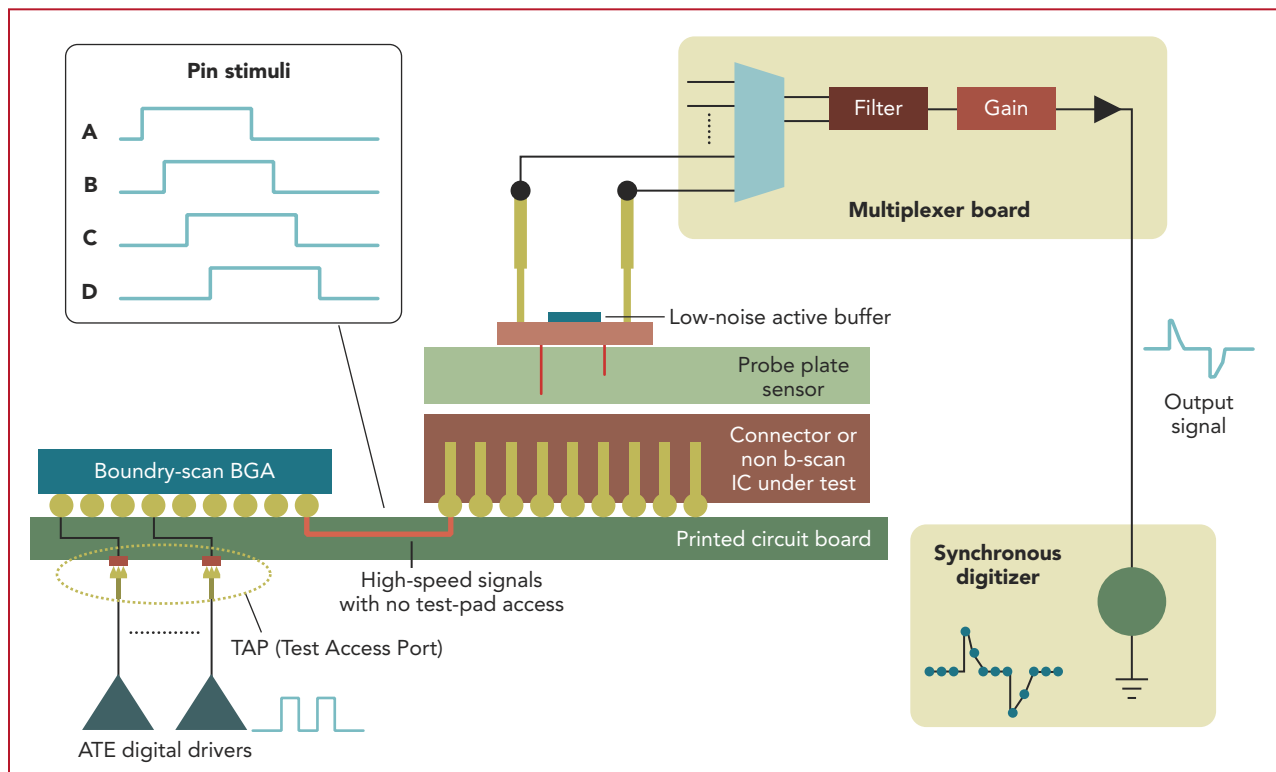 Pin stimuli
A
B
C
D
Filter
Gain
Multiplexer board
Low-noise active buffer
Probe plate
sensor
Output
signal
Connector or
non b-scan
IC under test
Boundry-scan BGA
Printed circuit board
High-speed signals
with no test-pad access
TAP (Test Access Port)
ATE digital drivers
Synchronous
digitizer